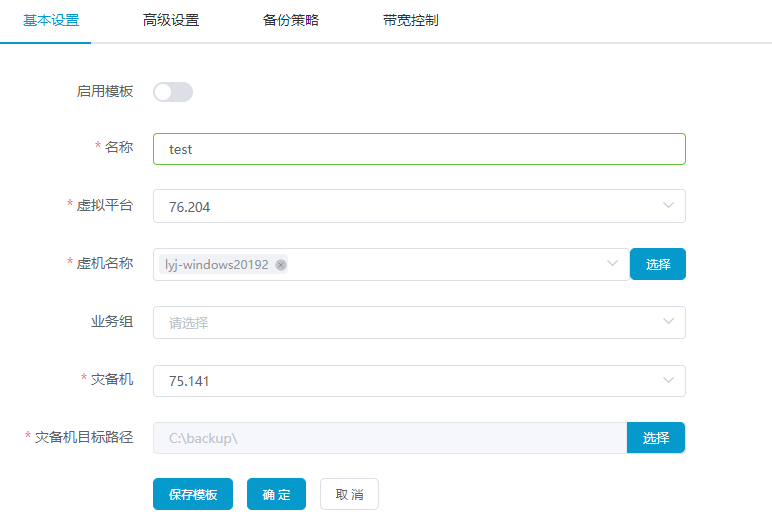 基本设置 高级设置 备份策略 带宽控制
启用模板
* 名称 test
* 虚拟平台 76.204
* 虚机名称 lyj-windows20192 选择
业务组 请选择
* 灾备机 75.141
* 灾备机目标路径 C:\backup\ 选择
保存模板 确 定 取 消